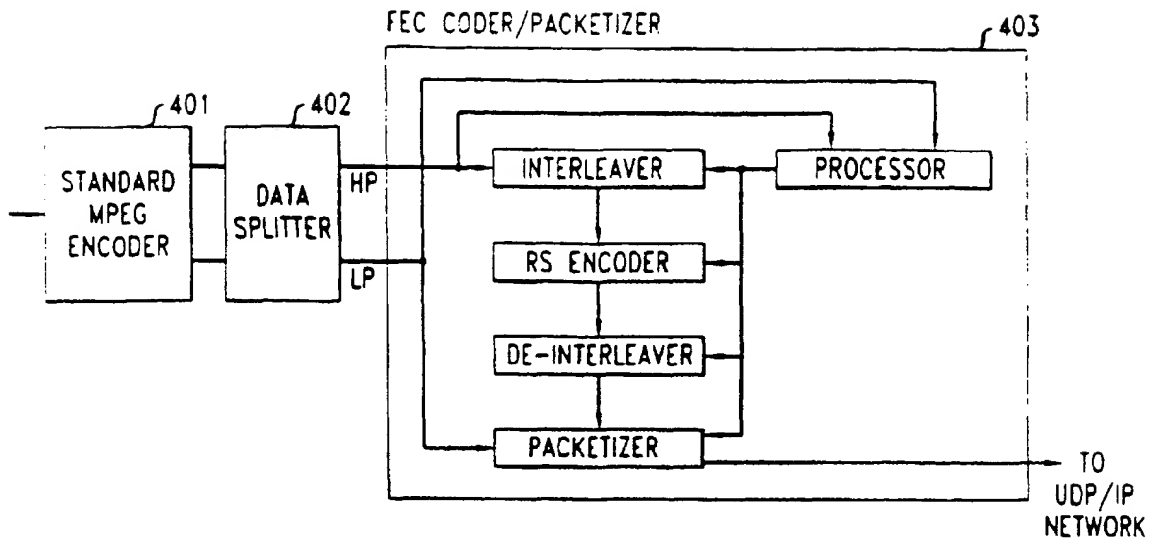 FEC CODER/PACKETIZER
403
401
402
STANDARD
MPEG
ENCODER
DATA
SPLITTER
HP
LP
INTERLEAVER
PROCESSOR
RS ENCODER
DE-INTERLEAVER
PACKETIZER
TO
UDP/IP
NETWORK